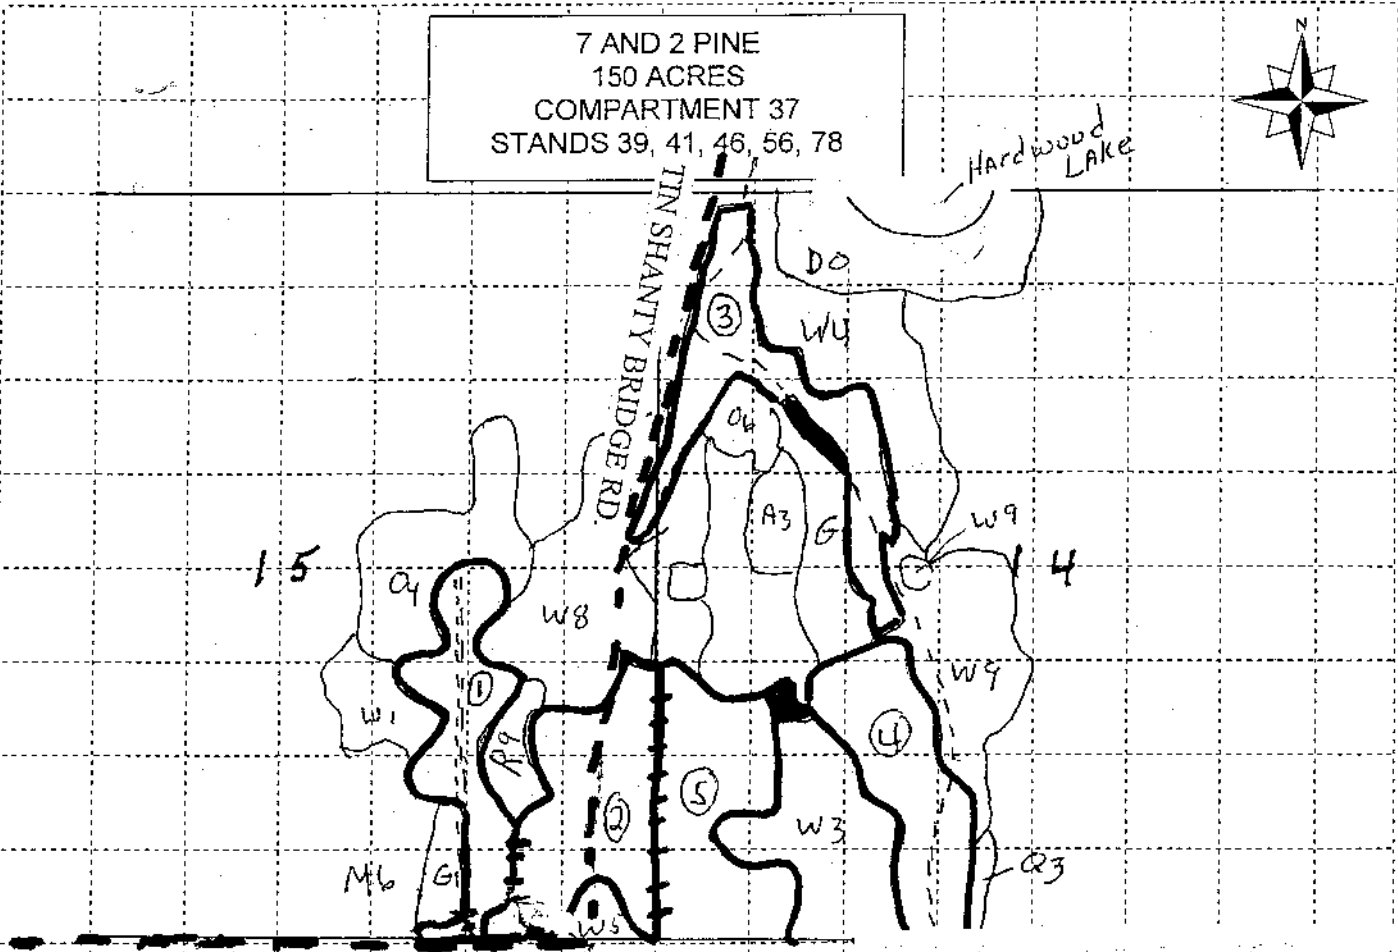 7 AND 2 PINE
150 ACRES
COMPARTMENT 37
STANDS 39, 41, 46, 56, 78
N
Hardwood
LAKE
TIN SHANTY BRIDGE RD.
DO
3
W4
O4
A3
G
W9
15
14
O4
W8
1
W1
R9
W9
4
2
5
W3
M6
G
Q3
W5